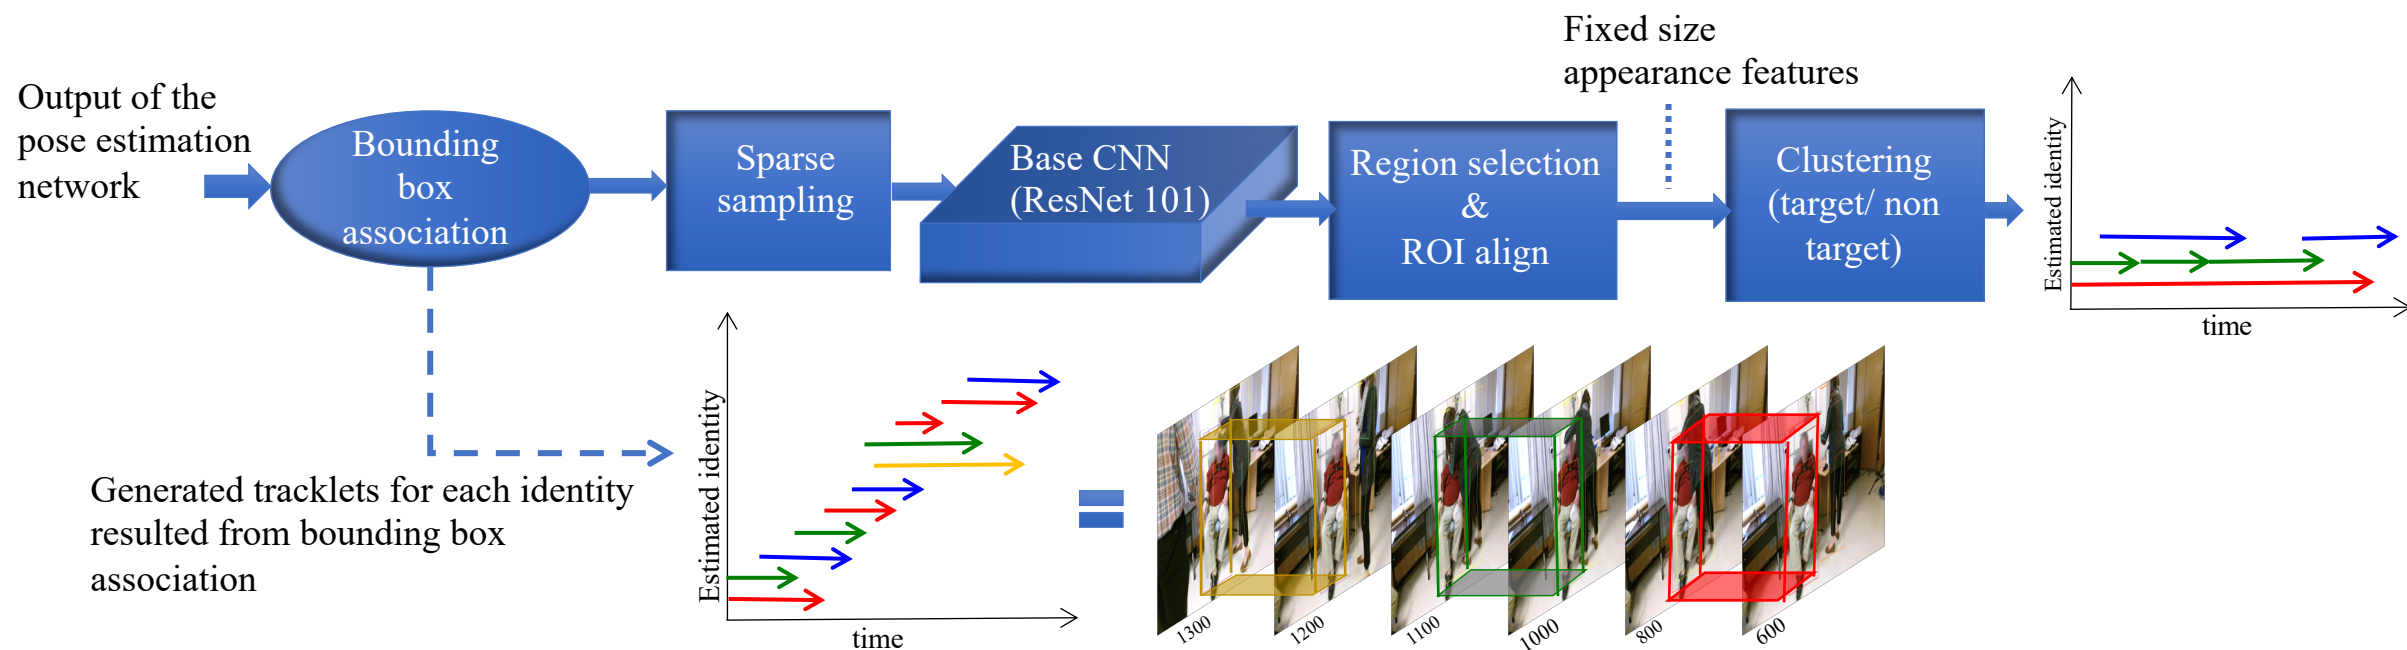 Output of the
pose estimation
network
Bounding
box
association
Sparse
sampling
Base CNN
(ResNet 101)
Region selection
&
ROI align
Fixed size
appearance features
Clustering
(target/ non
target)
Estimated identity
time
Generated tracklets for each identity
resulted from bounding box
association
Estimated identity
time
1300
1200
1100
1000
800
600